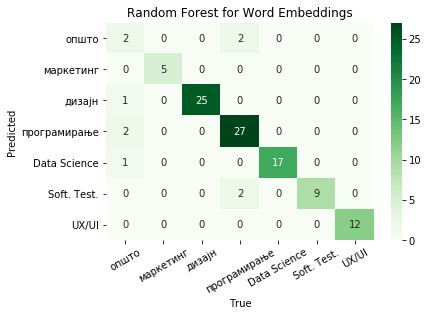 Random Forest for Word Embeddings
Predicted
општо 2 0 0 2 0 0 0
маркетинг 0 5 0 0 0 0 0
дизајн 1 0 25 0 0 0 0
програмирање 2 0 0 27 0 0 0
Data Science 1 0 0 0 17 0 0
Soft. Test. 0 0 0 2 0 9 0
UX/UI 0 0 0 0 0 0 12
општо маркетинг дизајн програмирање Data Science Soft. Test. UX/UI
True
25
20
15
10
5
0